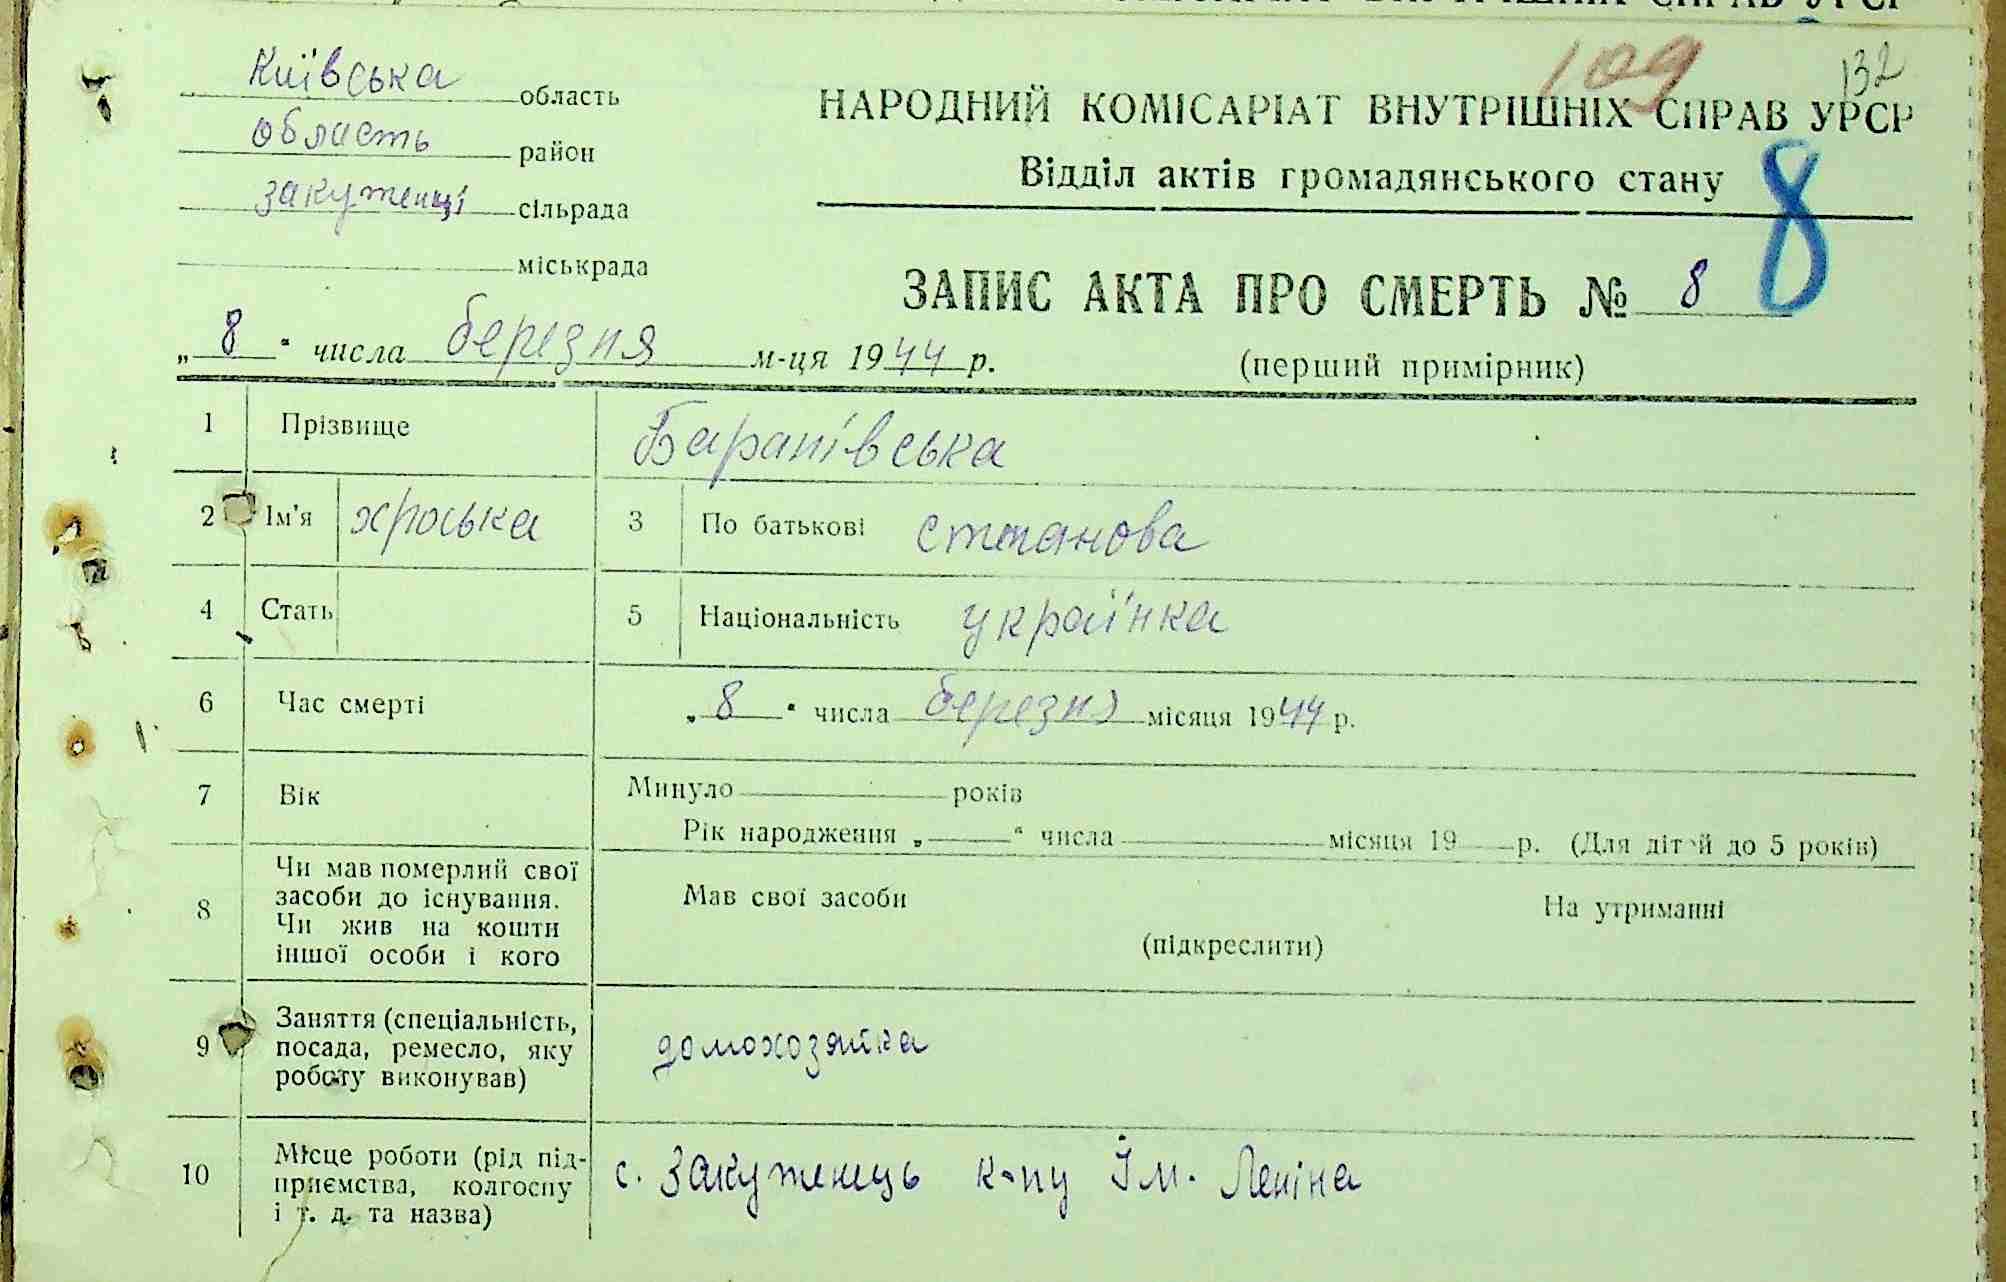 109 132
Київська область
область район
закутенці сільрада
міськрада
НАРОДНИЙ КОМІСАРІАТ ВНУТРІШНІХ СПРАВ УРСР
Відділ актів громадянського стану
8
ЗАПИС АКТА ПРО СМЕРТЬ № 8
„8“ числа березня м-ця 1944 р.
(перший примірник)
1 Прізвище Баранівська
2 Ім'я хроська 3 По батькові степанова
4 Стать 5 Національність українка
6 Час смерті „8“ числа березня місяця 1944 р.
7 Вік Минуло років
Рік народження „ “ числа місяця 19 р. (Для дітей до 5 років)
8 Чи мав померлий свої
засоби до існування.
Чи жив на кошти
іншої особи і кого
Мав свої засоби На утриманні
(підкреслити)
9 Заняття (спеціальність,
посада, ремесло, яку
роботу виконував)
домохозяйка
10 Місце роботи (рід під-
приємства, колгоспу
і т. д. та назва)
с. Закутенець к-пу Ім. Леніна